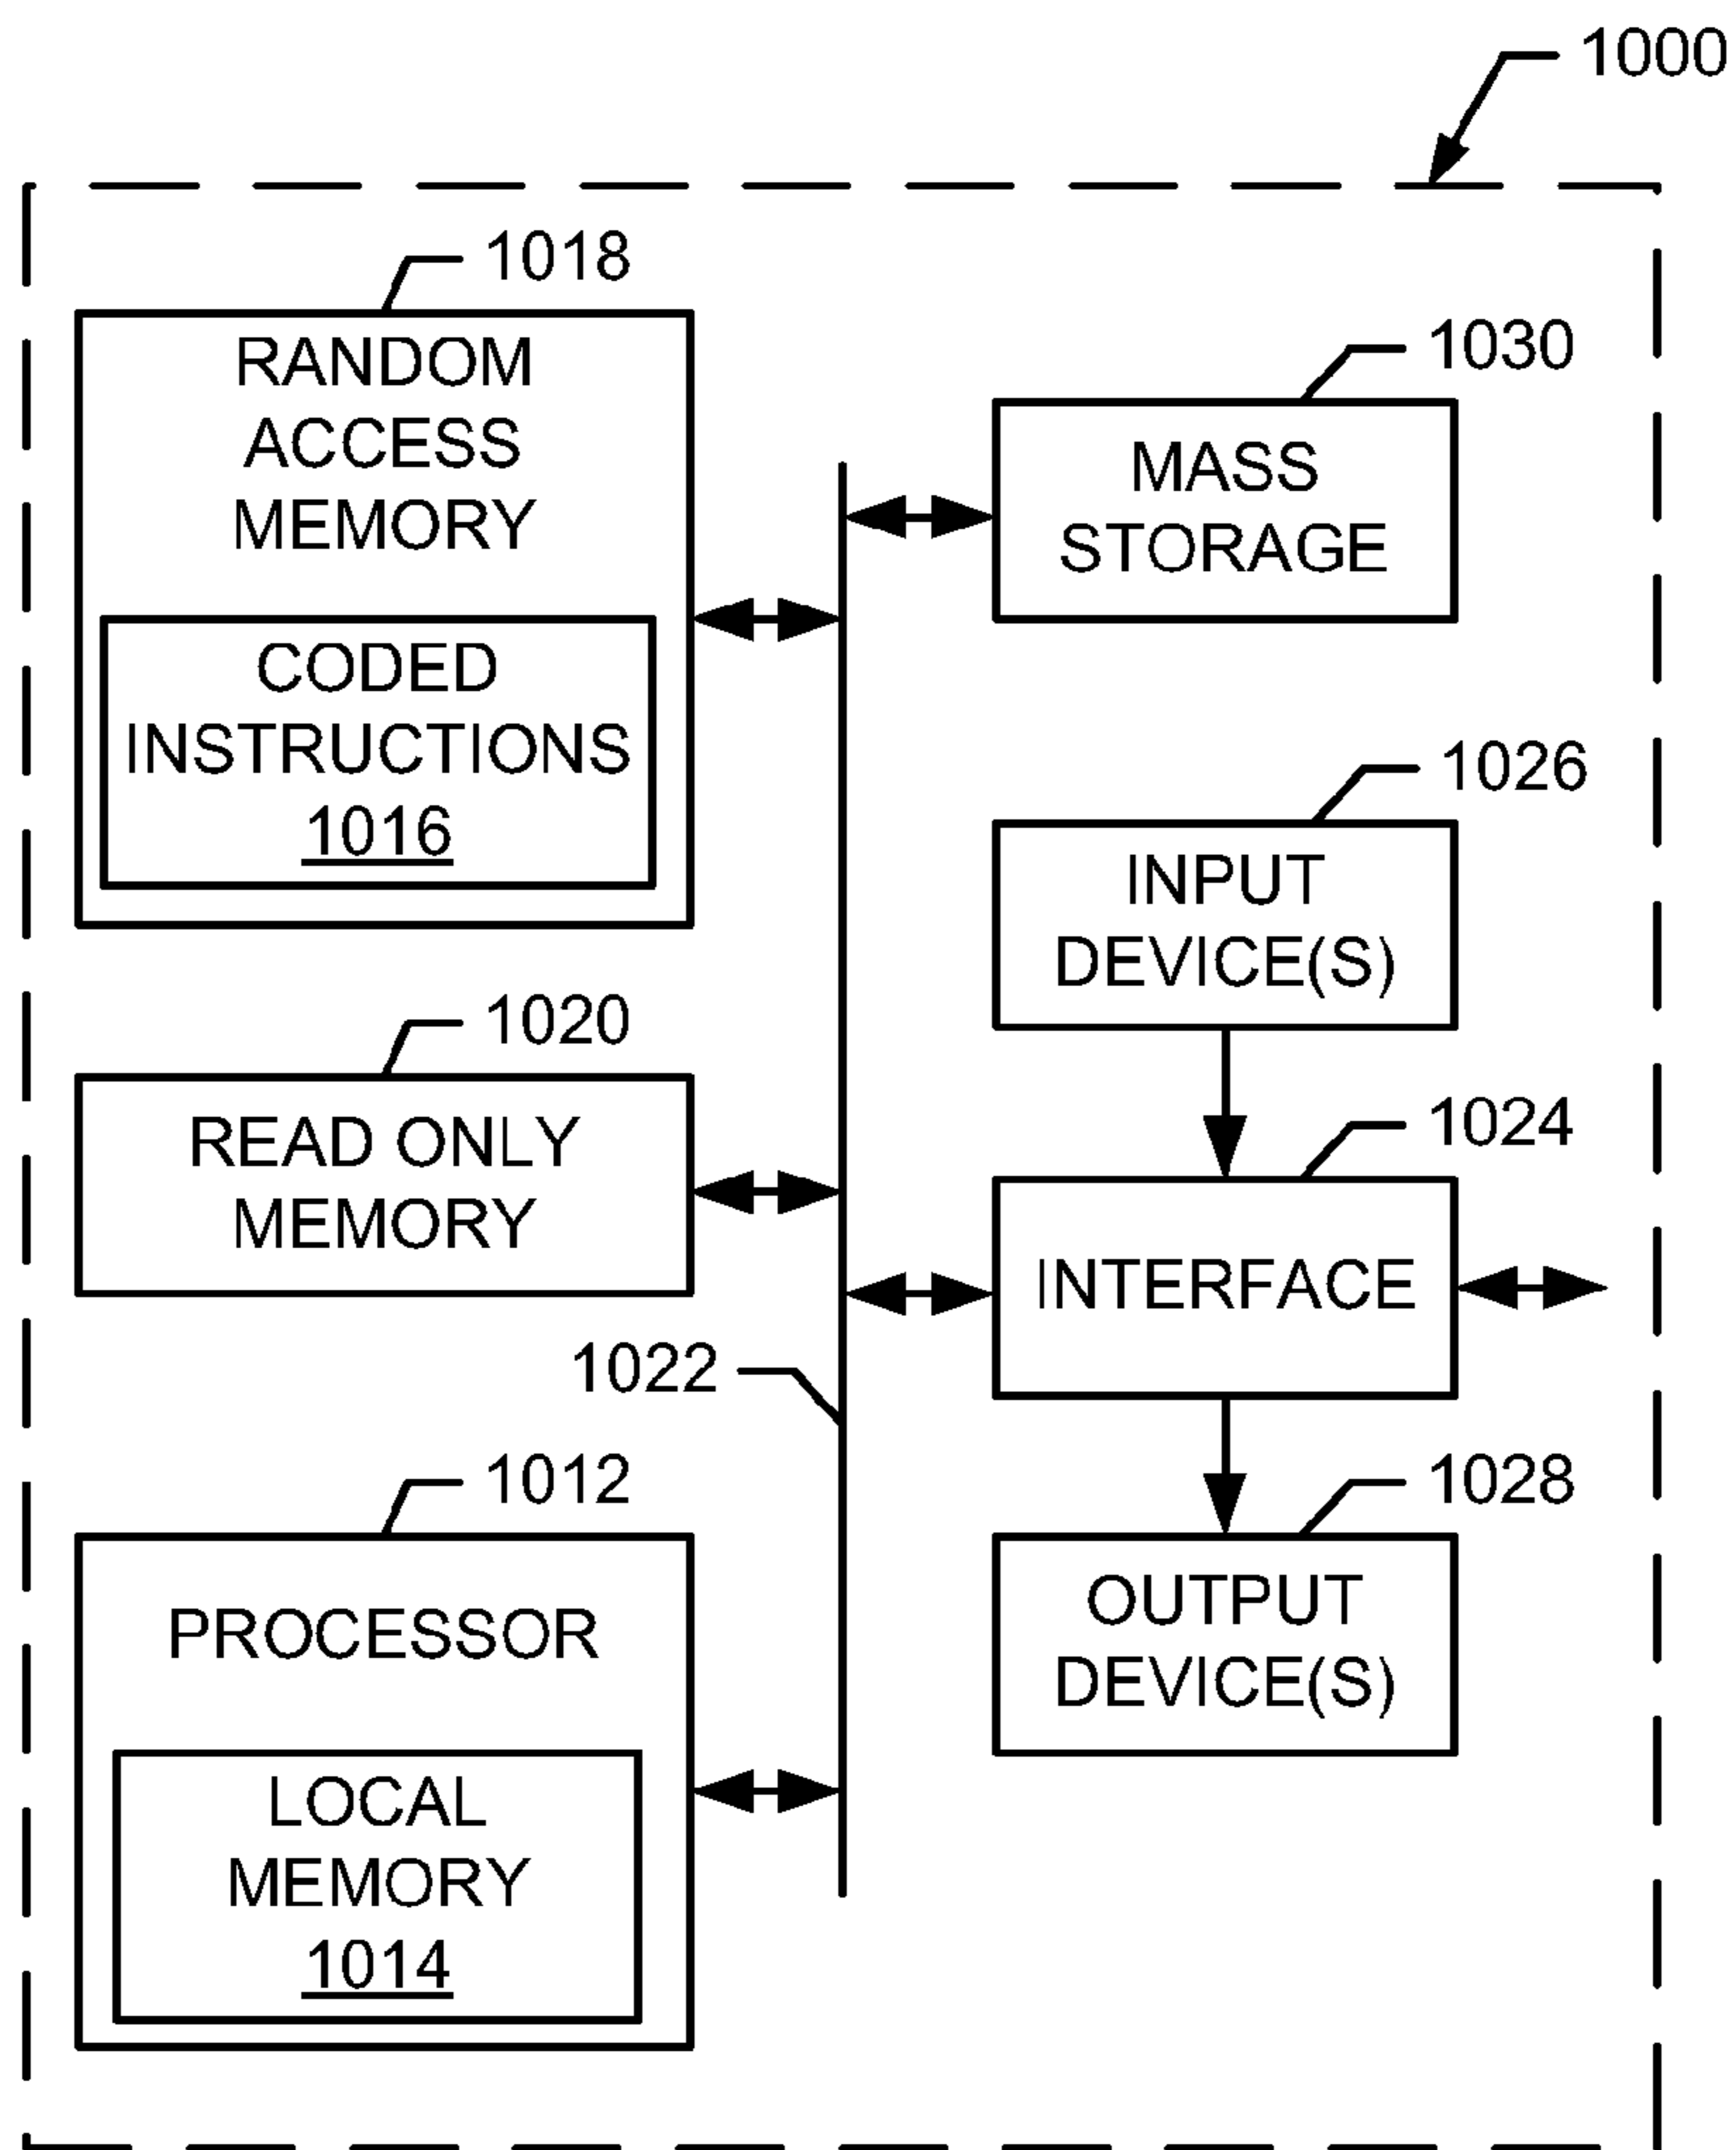 1000
1018
RANDOM
ACCESS
MEMORY
CODED
INSTRUCTIONS
1016
1030
MASS
STORAGE
1026
INPUT
DEVICE(S)
1020
READ ONLY
MEMORY
1024
INTERFACE
1022
1012
PROCESSOR
LOCAL
MEMORY
1014
1028
OUTPUT
DEVICE(S)